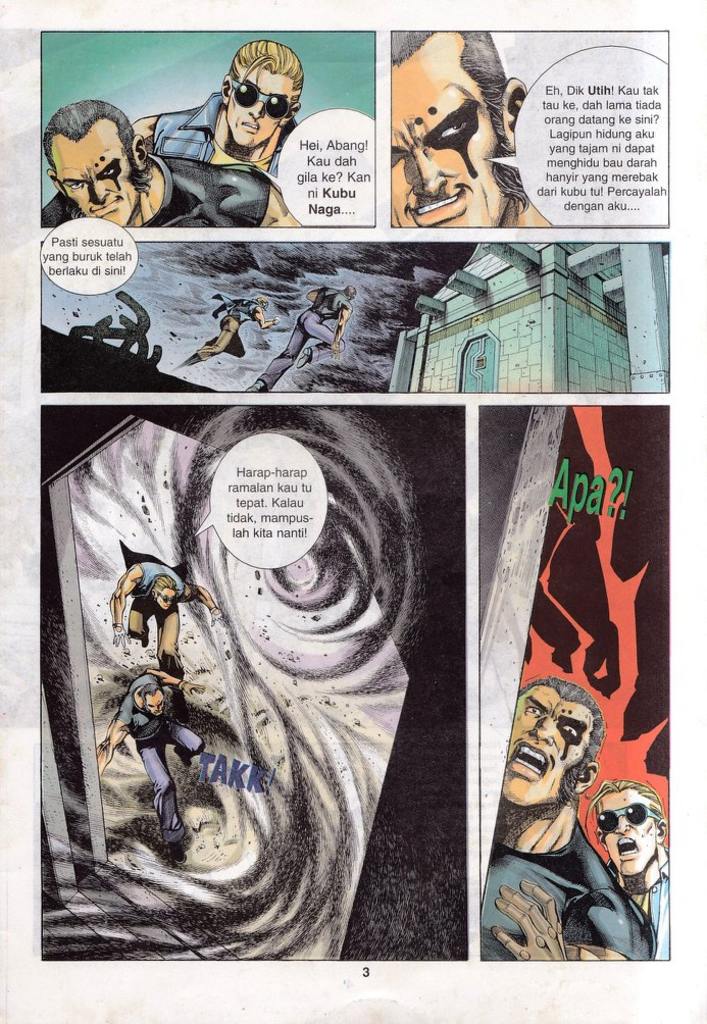 Hei, Abang!
Kau dah
gila ke? Kan
ni Kubu
Naga....
Eh, Dik Utih! Kau tak
tau ke, dah lama tiada
orang datang ke sini?
Lagipun hidung aku
yang tajam ni dapat
menghidu bau darah
hanyir yang merebak
dari kubu tu! Percayalah
dengan aku....
Pasti sesuatu
yang buruk telah
berlaku di sini!
Harap-harap
ramalan kau tu
tepat. Kalau
tidak, mampus-
lah kita nanti!
TAKK!
Apa?!
3